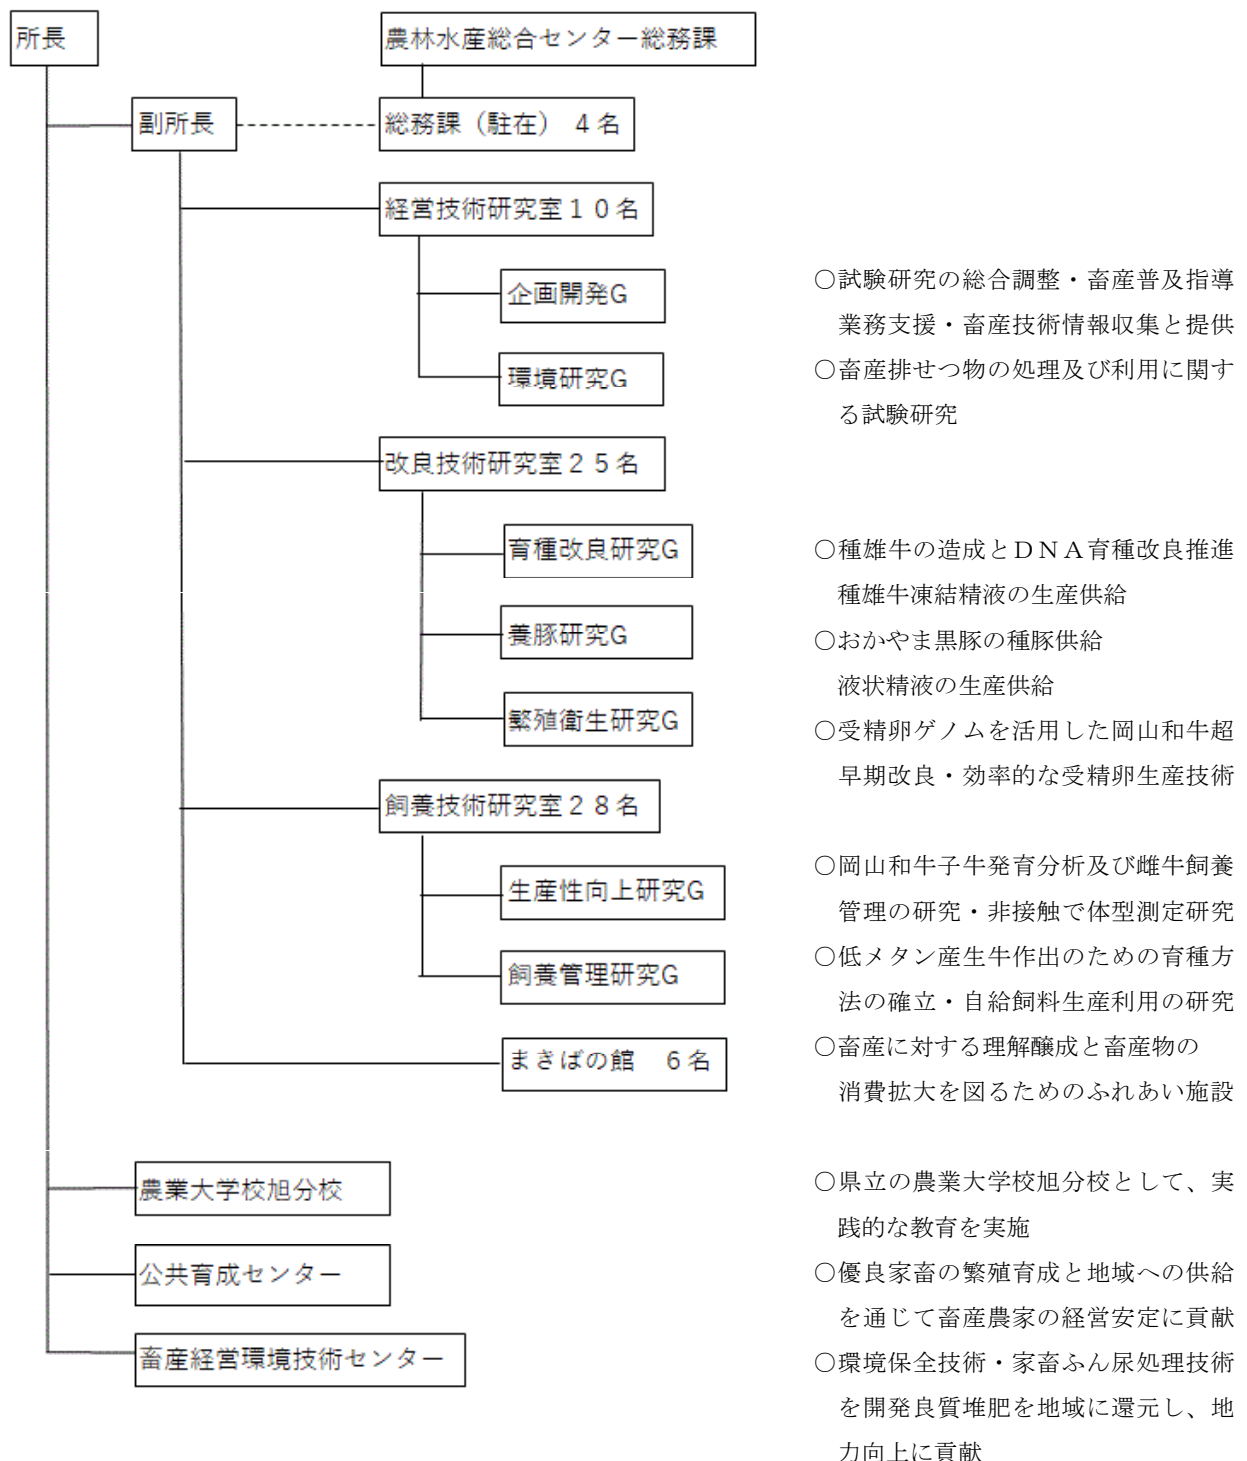 所長
農林水産総合センター総務課
副所長
総務課（駐在） 4名
経営技術研究室１０名
企画開発G
○試験研究の総合調整・畜産普及指導
業務支援・畜産技術情報収集と提供
環境研究G
○畜産排せつ物の処理及び利用に関す
る試験研究
改良技術研究室２５名
育種改良研究G
○種雄牛の造成とＤＮＡ育種改良推進
種雄牛凍結精液の生産供給
養豚研究G
○おかやま黒豚の種豚供給
液状精液の生産供給
繁殖衛生研究G
○受精卵ゲノムを活用した岡山和牛超
早期改良・効率的な受精卵生産技術
飼養技術研究室２８名
生産性向上研究G
○岡山和牛子牛発育分析及び雌牛飼養
管理の研究・非接触で体型測定研究
飼養管理研究G
○低メタン産生牛作出のための育種方
法の確立・自給飼料生産利用の研究
まきばの館　６名
○畜産に対する理解醸成と畜産物の
消費拡大を図るためのふれあい施設
農業大学校旭分校
○県立の農業大学校旭分校として、実
践的な教育を実施
公共育成センター
○優良家畜の繁殖育成と地域への供給
を通じて畜産農家の経営安定に貢献
畜産経営環境技術センター
○環境保全技術・家畜ふん尿処理技術
を開発良質堆肥を地域に還元し、地
力向上に貢献